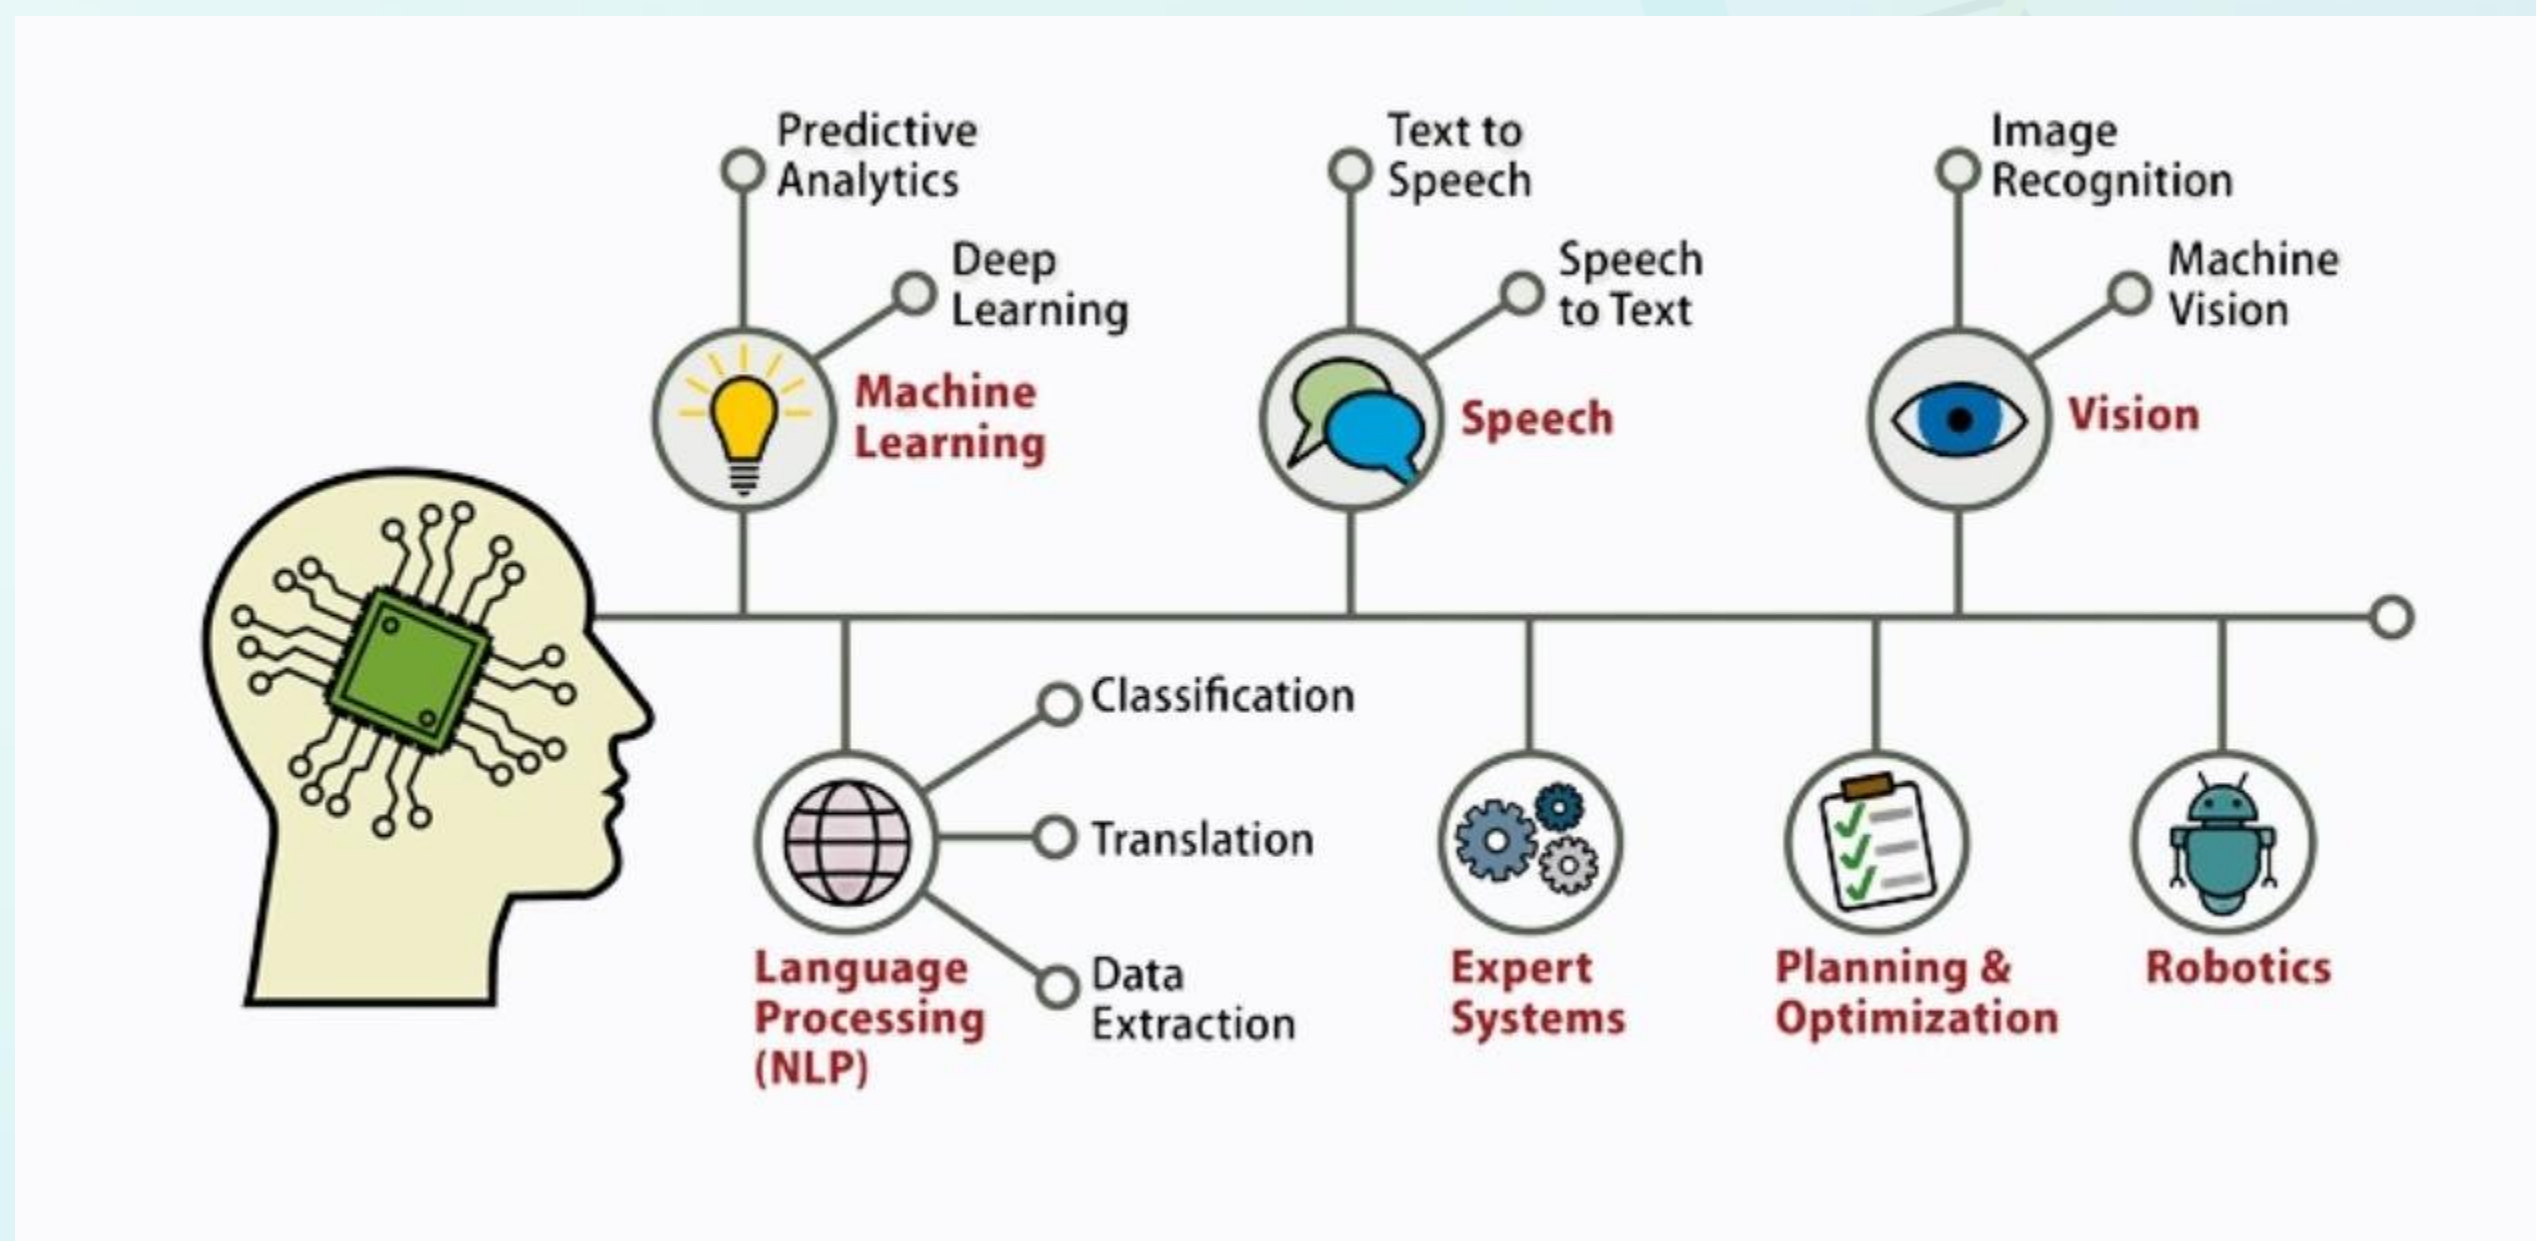 Predictive
Analytics
Deep
Learning
Machine
Learning
Text to
Speech
Speech
to Text
Speech
Image
Recognition
Machine
Vision
Vision
Classification
Translation
Data
Extraction
Language
Processing
(NLP)
Expert
Systems
Planning &
Optimization
Robotics